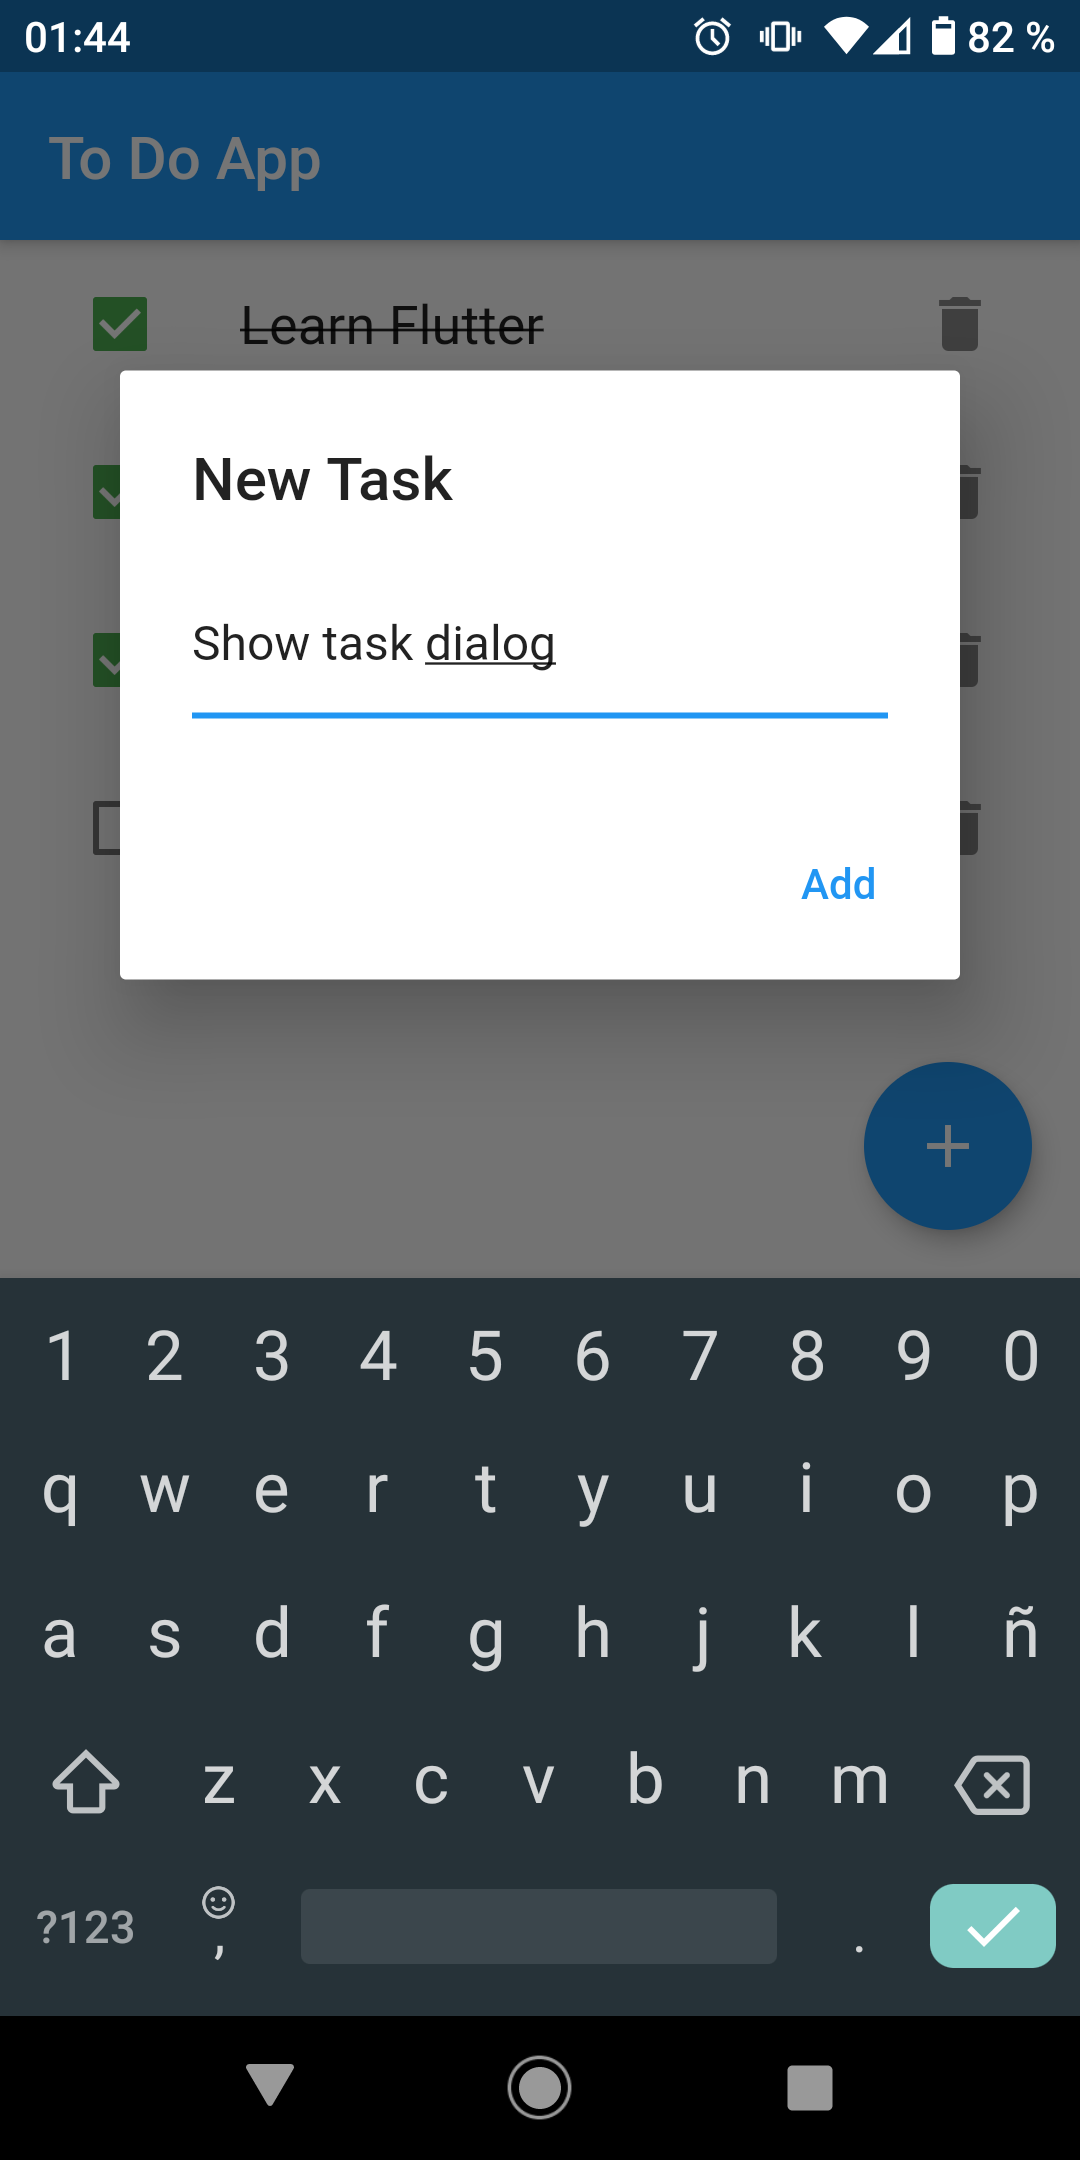 01:44 82 %
To Do App
Learn Flutter
New Task
Show task dialog
Add
1 2 3 4 5 6 7 8 9 0
q w e r t y u i o p
a s d f g h j k l ñ
z x c v b n m
?123 , .